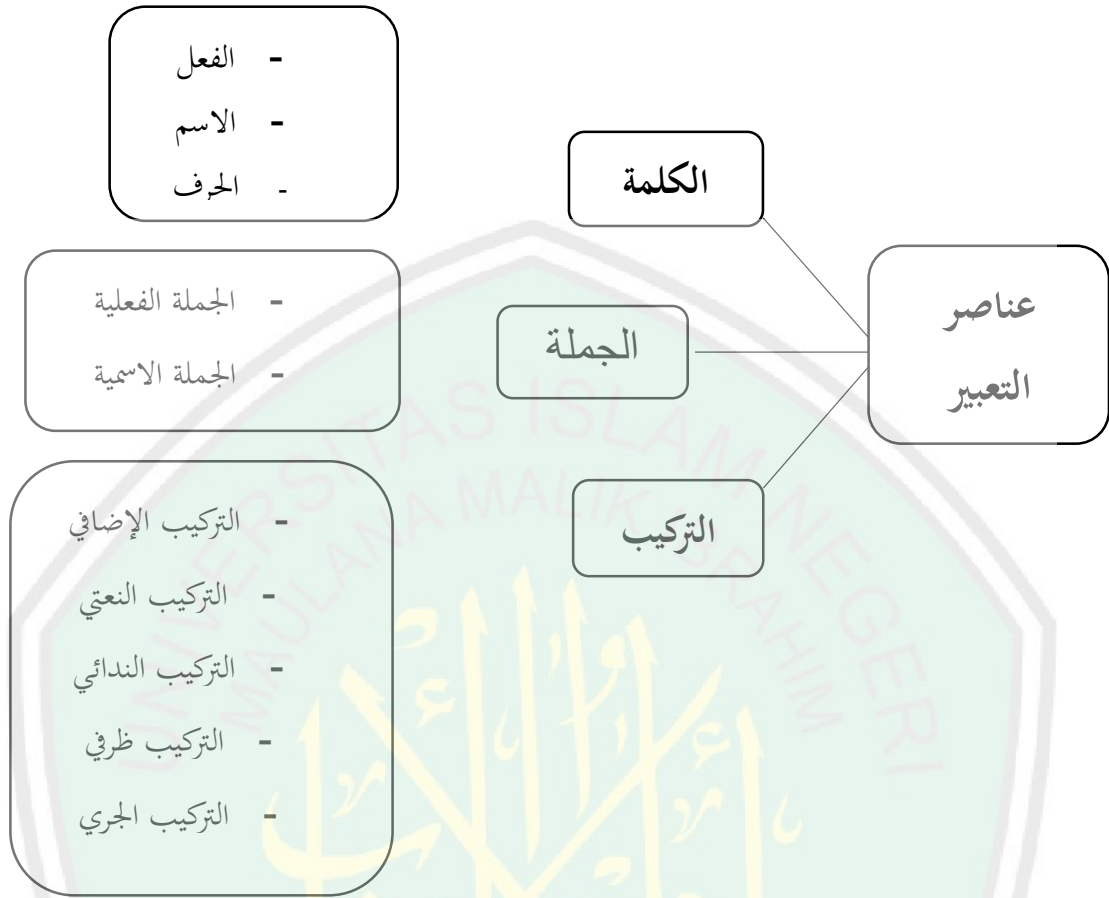 عناصر
التعبير
الكلمة
- الفعل
- الاسم
- الحرف
الجملة
- الجملة الفعلية
- الجملة الاسمية
التركيب
- التركيب الإضافي
- التركيب النعتي
- التركيب الندائي
- التركيب ظرفي
- التركيب الجري
UNIVERSITAS ISLAM NEGERI
MAULANA MALIK IBRAHIM